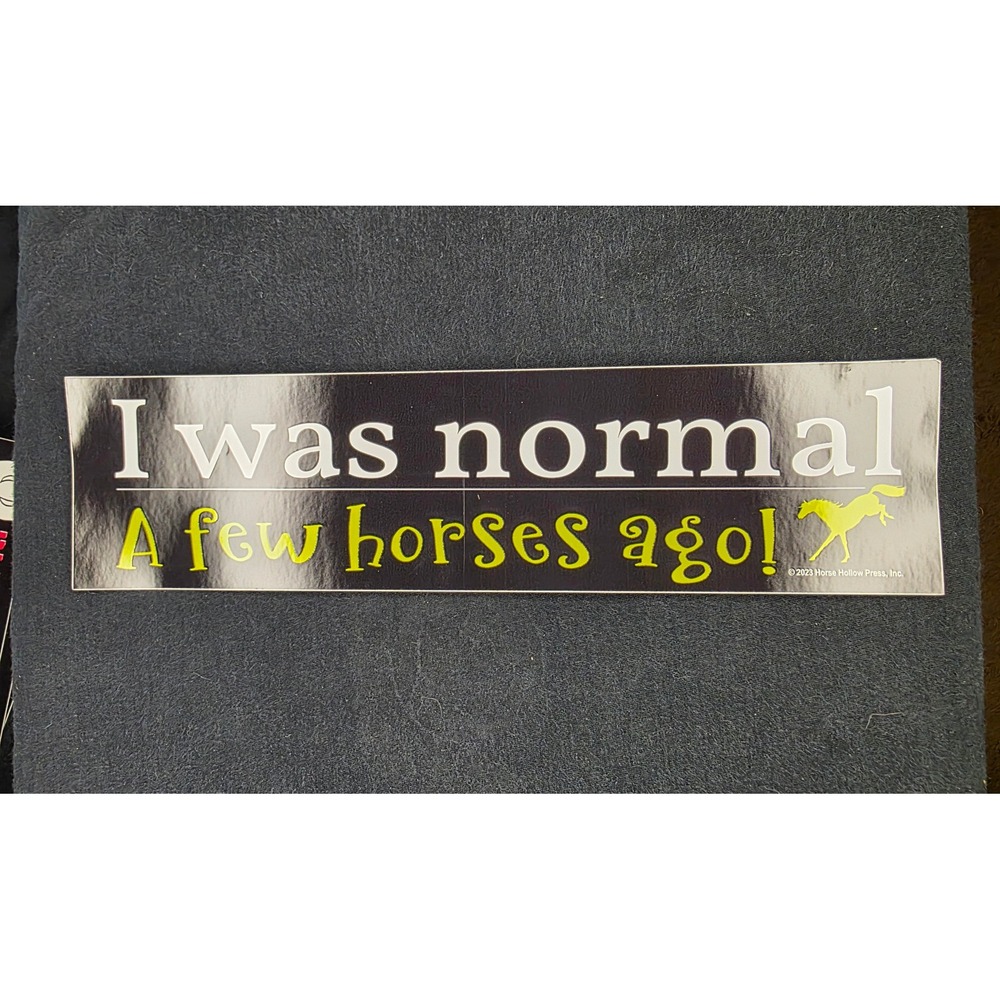 I was normal
A few horses ago!
© 2023 Horse Hollow Press, Inc.